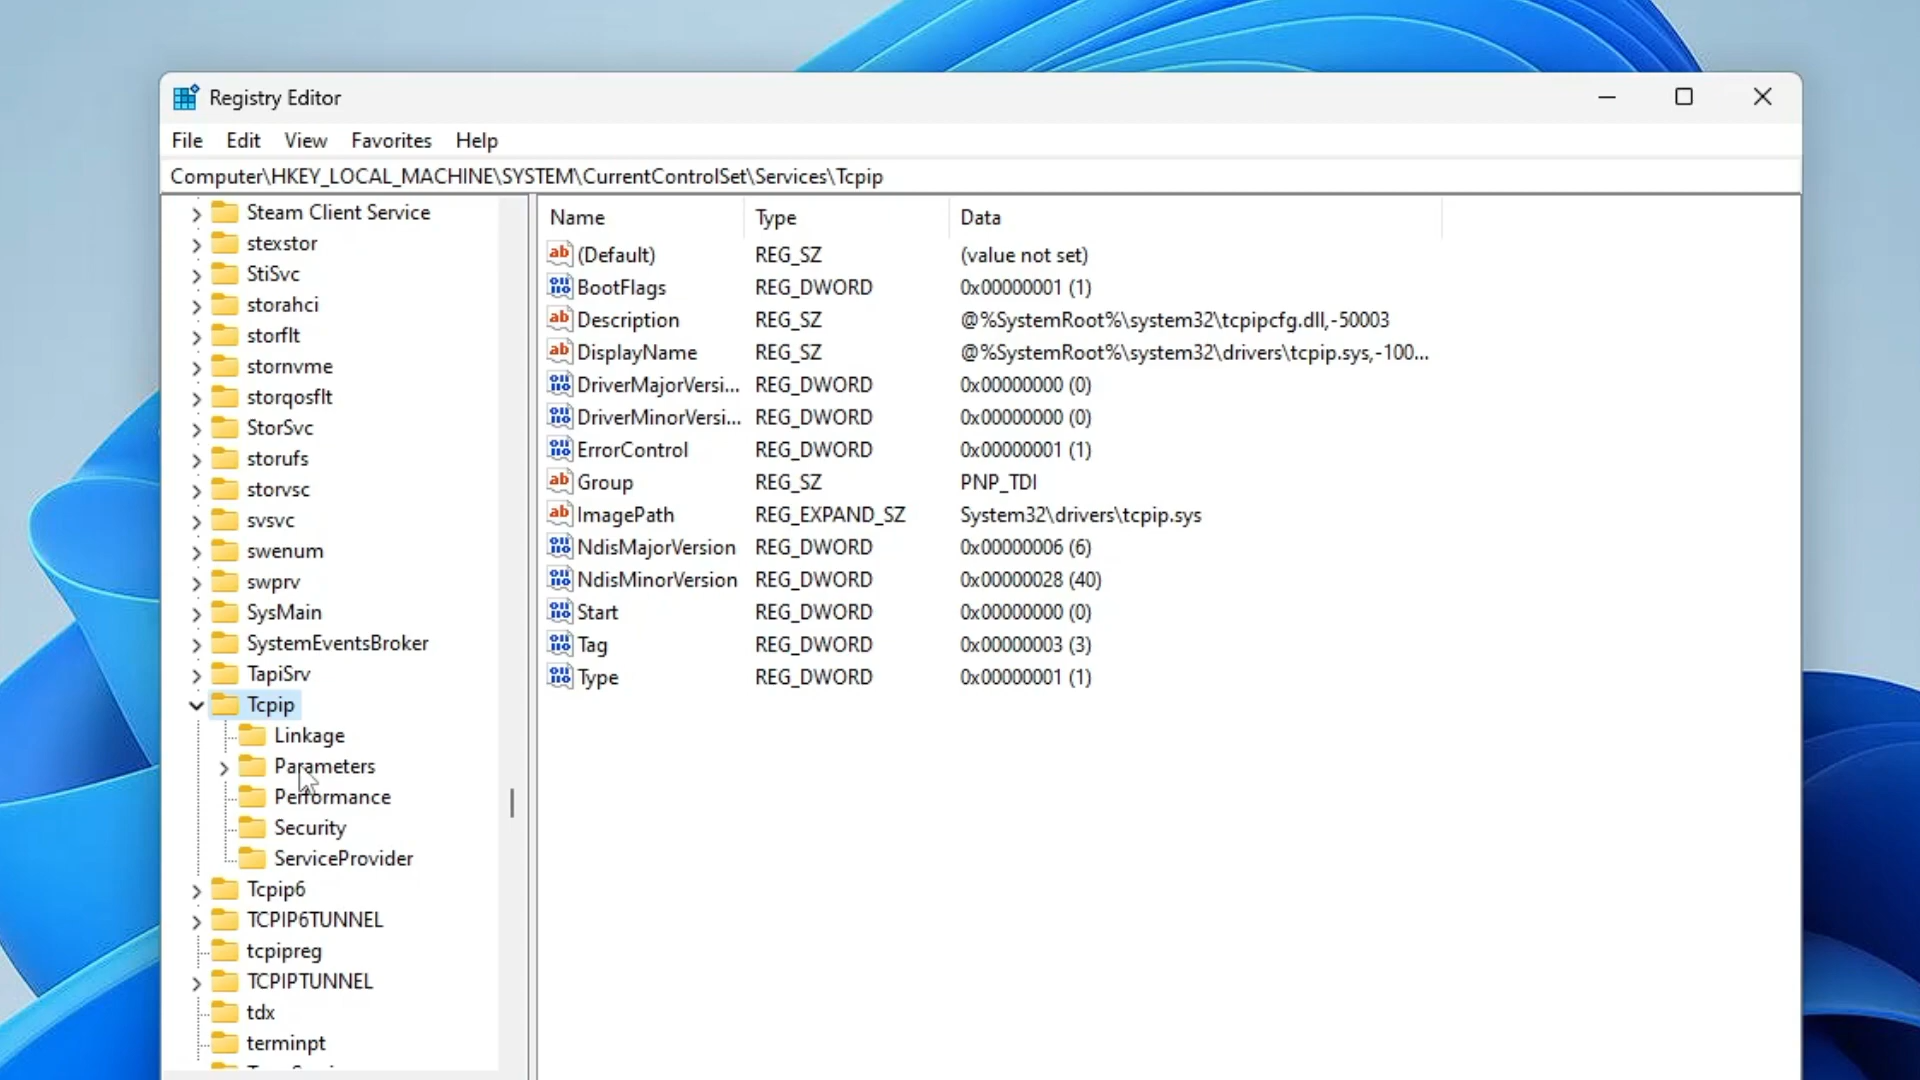 Registry Editor
File Edit View Favorites Help
Computer\HKEY_LOCAL_MACHINE\SYSTEM\CurrentControlSet\Services\Tcpip
Steam Client Service
stexstor
StiSvc
storahci
storflt
stornvme
storqosflt
StorSvc
storufs
storvsc
svsvc
swenum
swprv
SysMain
SystemEventsBroker
TapiSrv
Tcpip
Linkage
Parameters
Performance
Security
ServiceProvider
Tcpip6
TCPIP6TUNNEL
tcpipreg
TCPIPTUNNEL
tdx
terminpt
Name Type Data
(Default) REG_SZ (value not set)
BootFlags REG_DWORD 0x00000001 (1)
Description REG_SZ @%SystemRoot%\system32\tcpipcfg.dll,-50003
DisplayName REG_SZ @%SystemRoot%\system32\drivers\tcpip.sys,-100...
DriverMajorVersi... REG_DWORD 0x00000000 (0)
DriverMinorVersi... REG_DWORD 0x00000000 (0)
ErrorControl REG_DWORD 0x00000001 (1)
Group REG_SZ PNP_TDI
ImagePath REG_EXPAND_SZ System32\drivers\tcpip.sys
NdisMajorVersion REG_DWORD 0x00000006 (6)
NdisMinorVersion REG_DWORD 0x00000028 (40)
Start REG_DWORD 0x00000000 (0)
Tag REG_DWORD 0x00000003 (3)
Type REG_DWORD 0x00000001 (1)